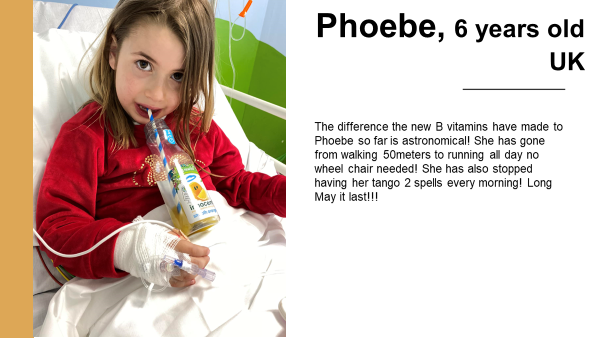 Phoebe, 6 years old
UK
The difference the new B vitamins have made to
Phoebe so far is astronomical! She has gone
from walking 50meters to running all day no
wheel chair needed! She has also stopped
having her tango 2 spells every morning! Long
May it last!!!
innocent